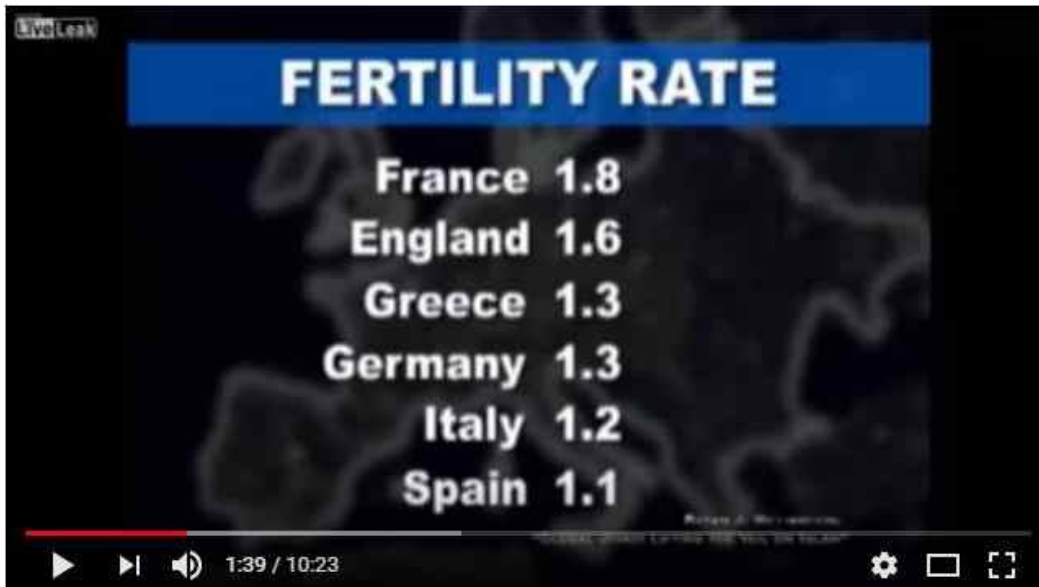 LiveLeak
FERTILITY RATE
France 1.8
England 1.6
Greece 1.3
Germany 1.3
Italy 1.2
Spain 1.1
1:39 / 10:23